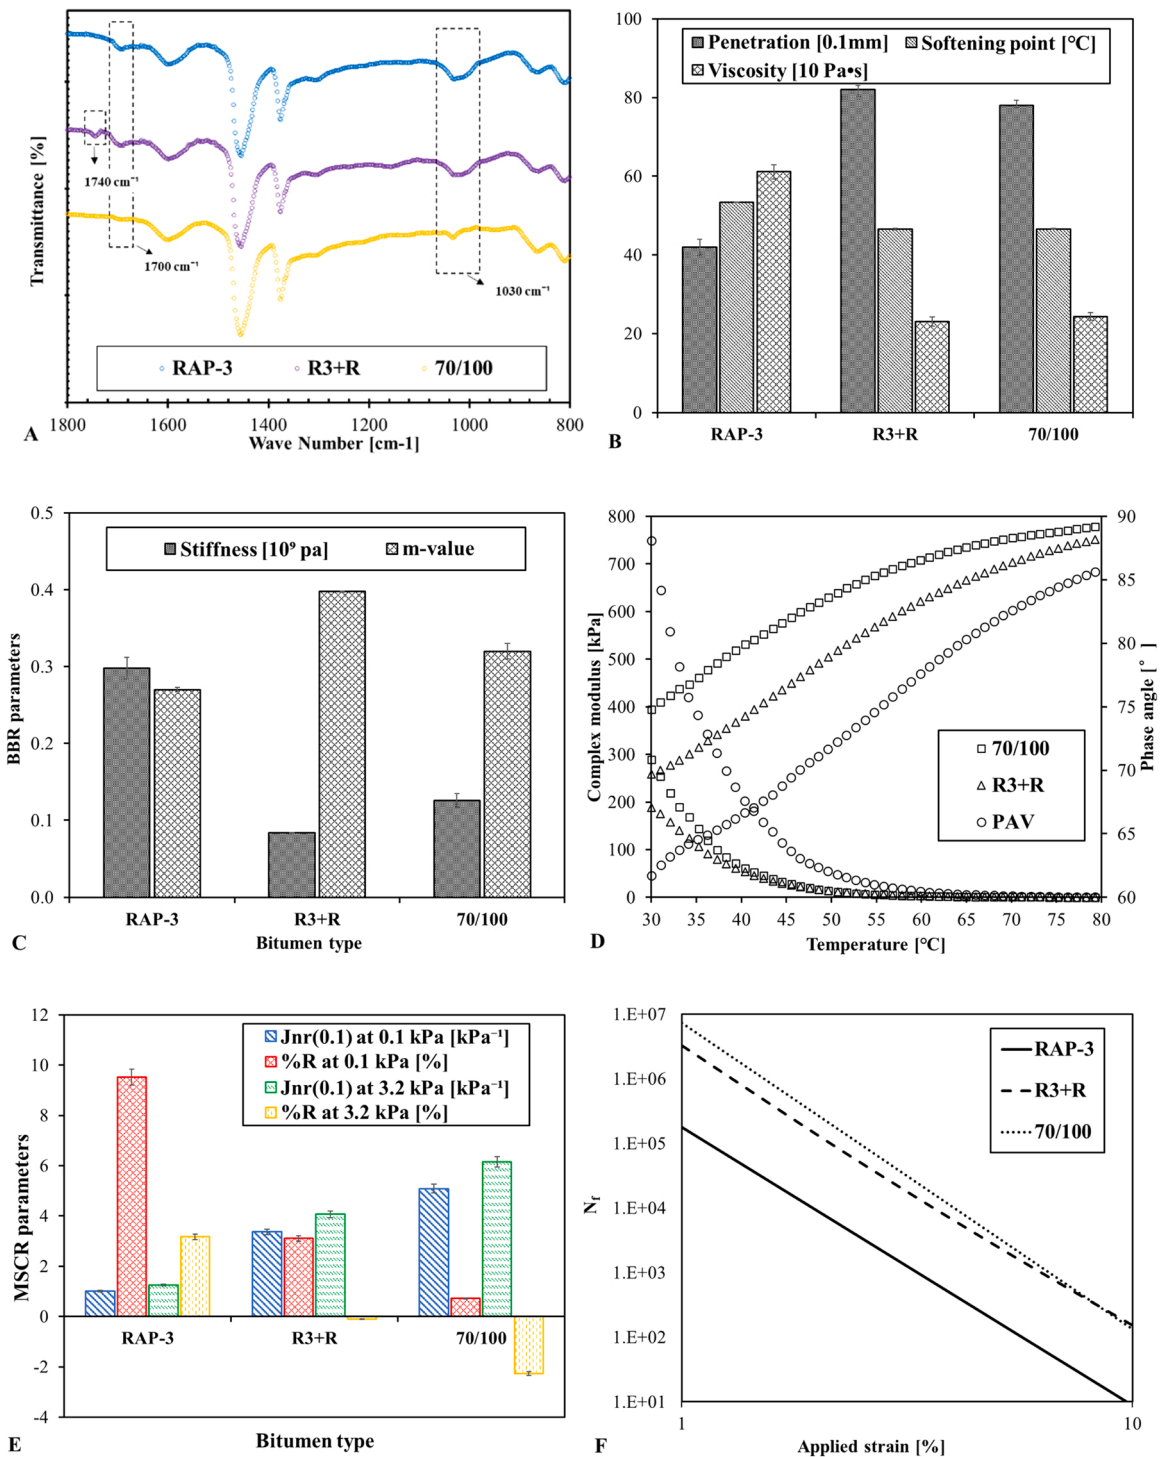 Transmittance [%]
1740 cm⁻¹
1700 cm⁻¹
1030 cm⁻¹
RAP-3 R3+R 70/100
1800 1600 1400 1200 1000 800
Wave Number [cm-1]
A
100
80
60
40
20
0
Penetration [0.1mm] Softening point [℃]
Viscosity [10 Pa•s]
RAP-3 R3+R 70/100
B
BBR parameters
0.5
0.4
0.3
0.2
0.1
0.0
Stiffness [10⁹ pa] m-value
RAP-3 R3+R 70/100
Bitumen type
C
Complex modulus [kPa]
800
700
600
500
400
300
200
100
0
90
85
80
75
70
65
60
Phase angle [°]
70/100
R3+R
PAV
30 35 40 45 50 55 60 65 70 75 80
Temperature [℃]
D
MSCR parameters
12
10
8
6
4
2
0
-2
-4
Jnr(0.1) at 0.1 kPa [kPa⁻¹]
%R at 0.1 kPa [%]
Jnr(0.1) at 3.2 kPa [kPa⁻¹]
%R at 3.2 kPa [%]
RAP-3 R3+R 70/100
Bitumen type
E
Nf
1.E+07
1.E+06
1.E+05
1.E+04
1.E+03
1.E+02
1.E+01
RAP-3
R3+R
70/100
1 10
Applied strain [%]
F